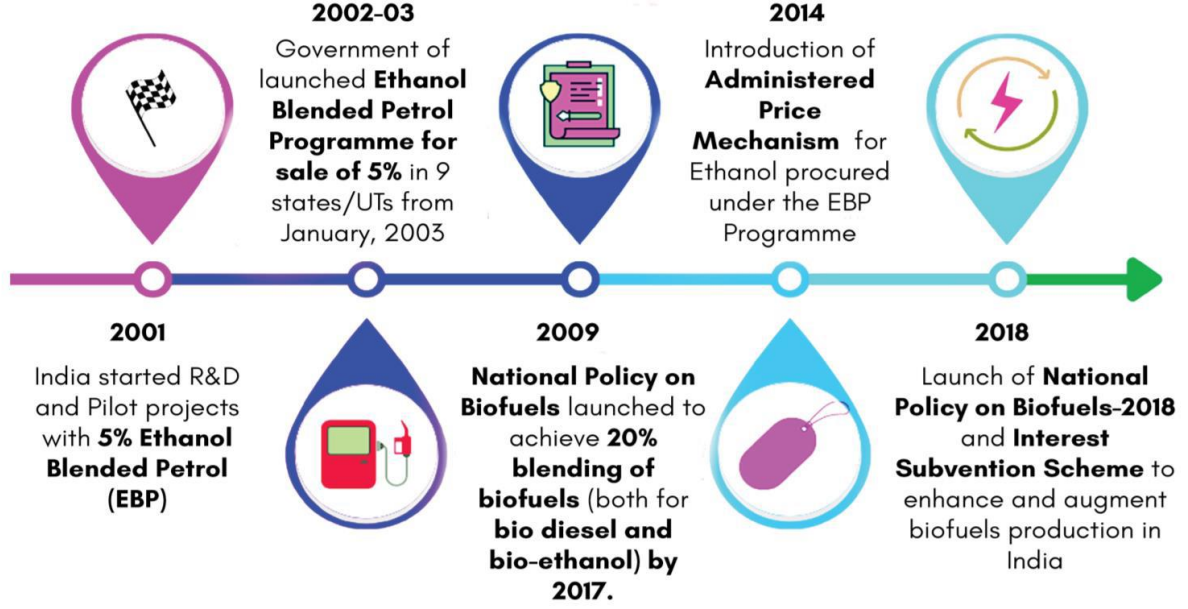 2001
India started R&D
and Pilot projects
with 5% Ethanol
Blended Petrol
(EBP)
2002-03
Government of
launched Ethanol
Blended Petrol
Programme for
sale of 5% in 9
states/UTs from
January, 2003
2009
National Policy on
Biofuels launched to
achieve 20%
blending of
biofuels (both for
bio diesel and
bio-ethanol) by
2017.
2014
Introduction of
Administered
Price
Mechanism for
Ethanol procured
under the EBP
Programme
2018
Launch of National
Policy on Biofuels-2018
and Interest
Subvention Scheme to
enhance and augment
biofuels production in
India